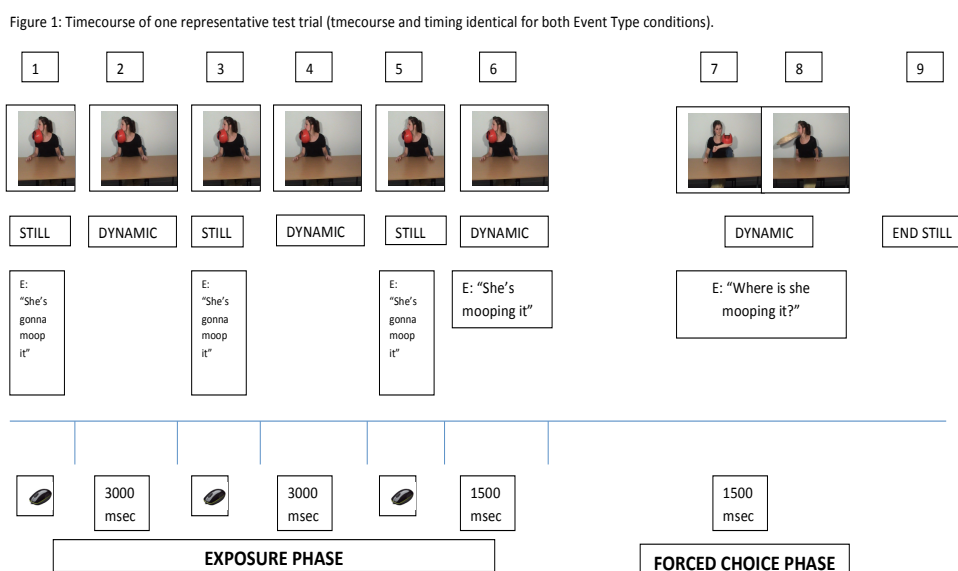 Figure 1: Timecourse of one representative test trial (tmecourse and timing identical for both Event Type conditions).
1 2 3 4 5 6 7 8 9
STILL DYNAMIC STILL DYNAMIC STILL DYNAMIC DYNAMIC END STILL
E:
"She's
gonna
moop
it"
E:
"She's
gonna
moop
it"
E:
"She's
gonna
moop
it"
E: "She's
mooping it"
E: "Where is she
mooping it?"
3000
msec
3000
msec
1500
msec
1500
msec
EXPOSURE PHASE
FORCED CHOICE PHASE